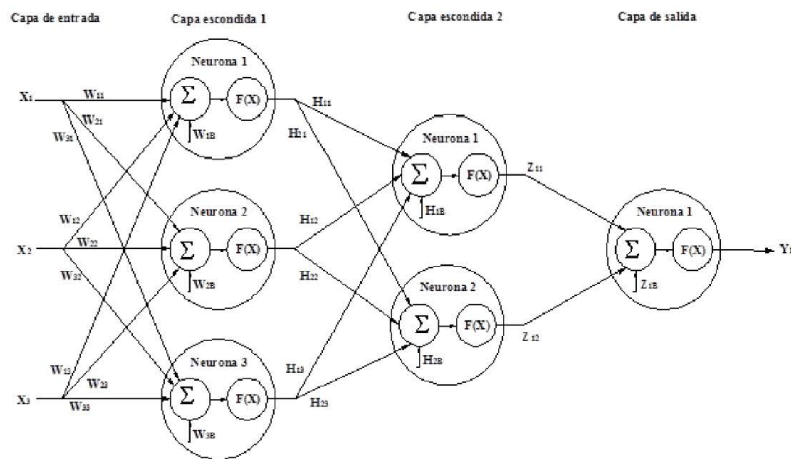 Capa de entrada
Capa escondida 1
Capa escondida 2
Capa de salida
Neurona 1
X1
W11
Σ
F(X)
W21
W31
W1B
H11
H21
Neurona 1
Σ
F(X)
H1B
Z11
W12
Neurona 2
H12
Neurona 1
X2
W22
Σ
F(X)
Σ
F(X)
Y1
W32
W2B
H22
Z1B
Neurona 2
Σ
F(X)
Z12
H2B
W13
Neurona 3
H13
W23
X3
W33
Σ
F(X)
H23
W3B